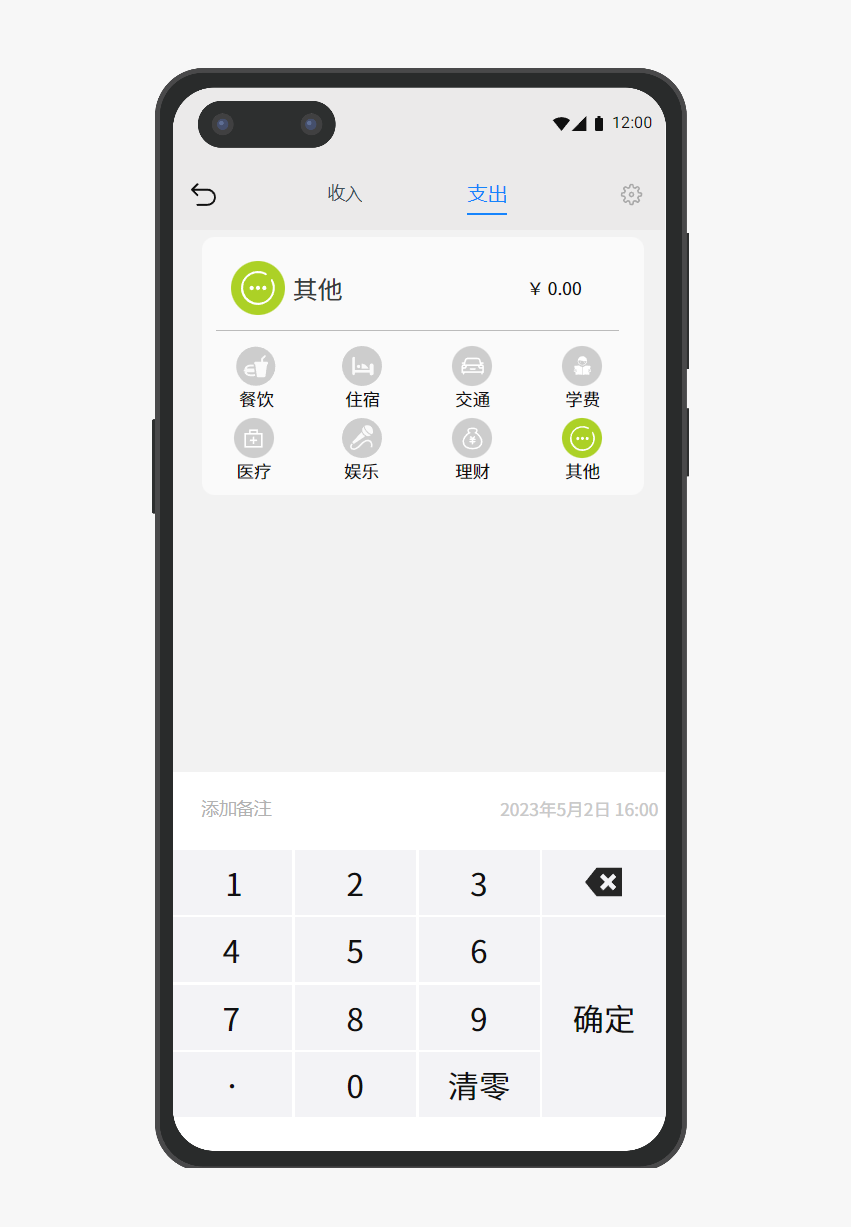 12:00
收入 支出
其他 ¥ 0.00
餐饮 住宿 交通 学费
医疗 娱乐 理财 其他
添加备注 2023年5月2日 16:00
1 2 3
4 5 6
7 8 9 确定
· 0 清零